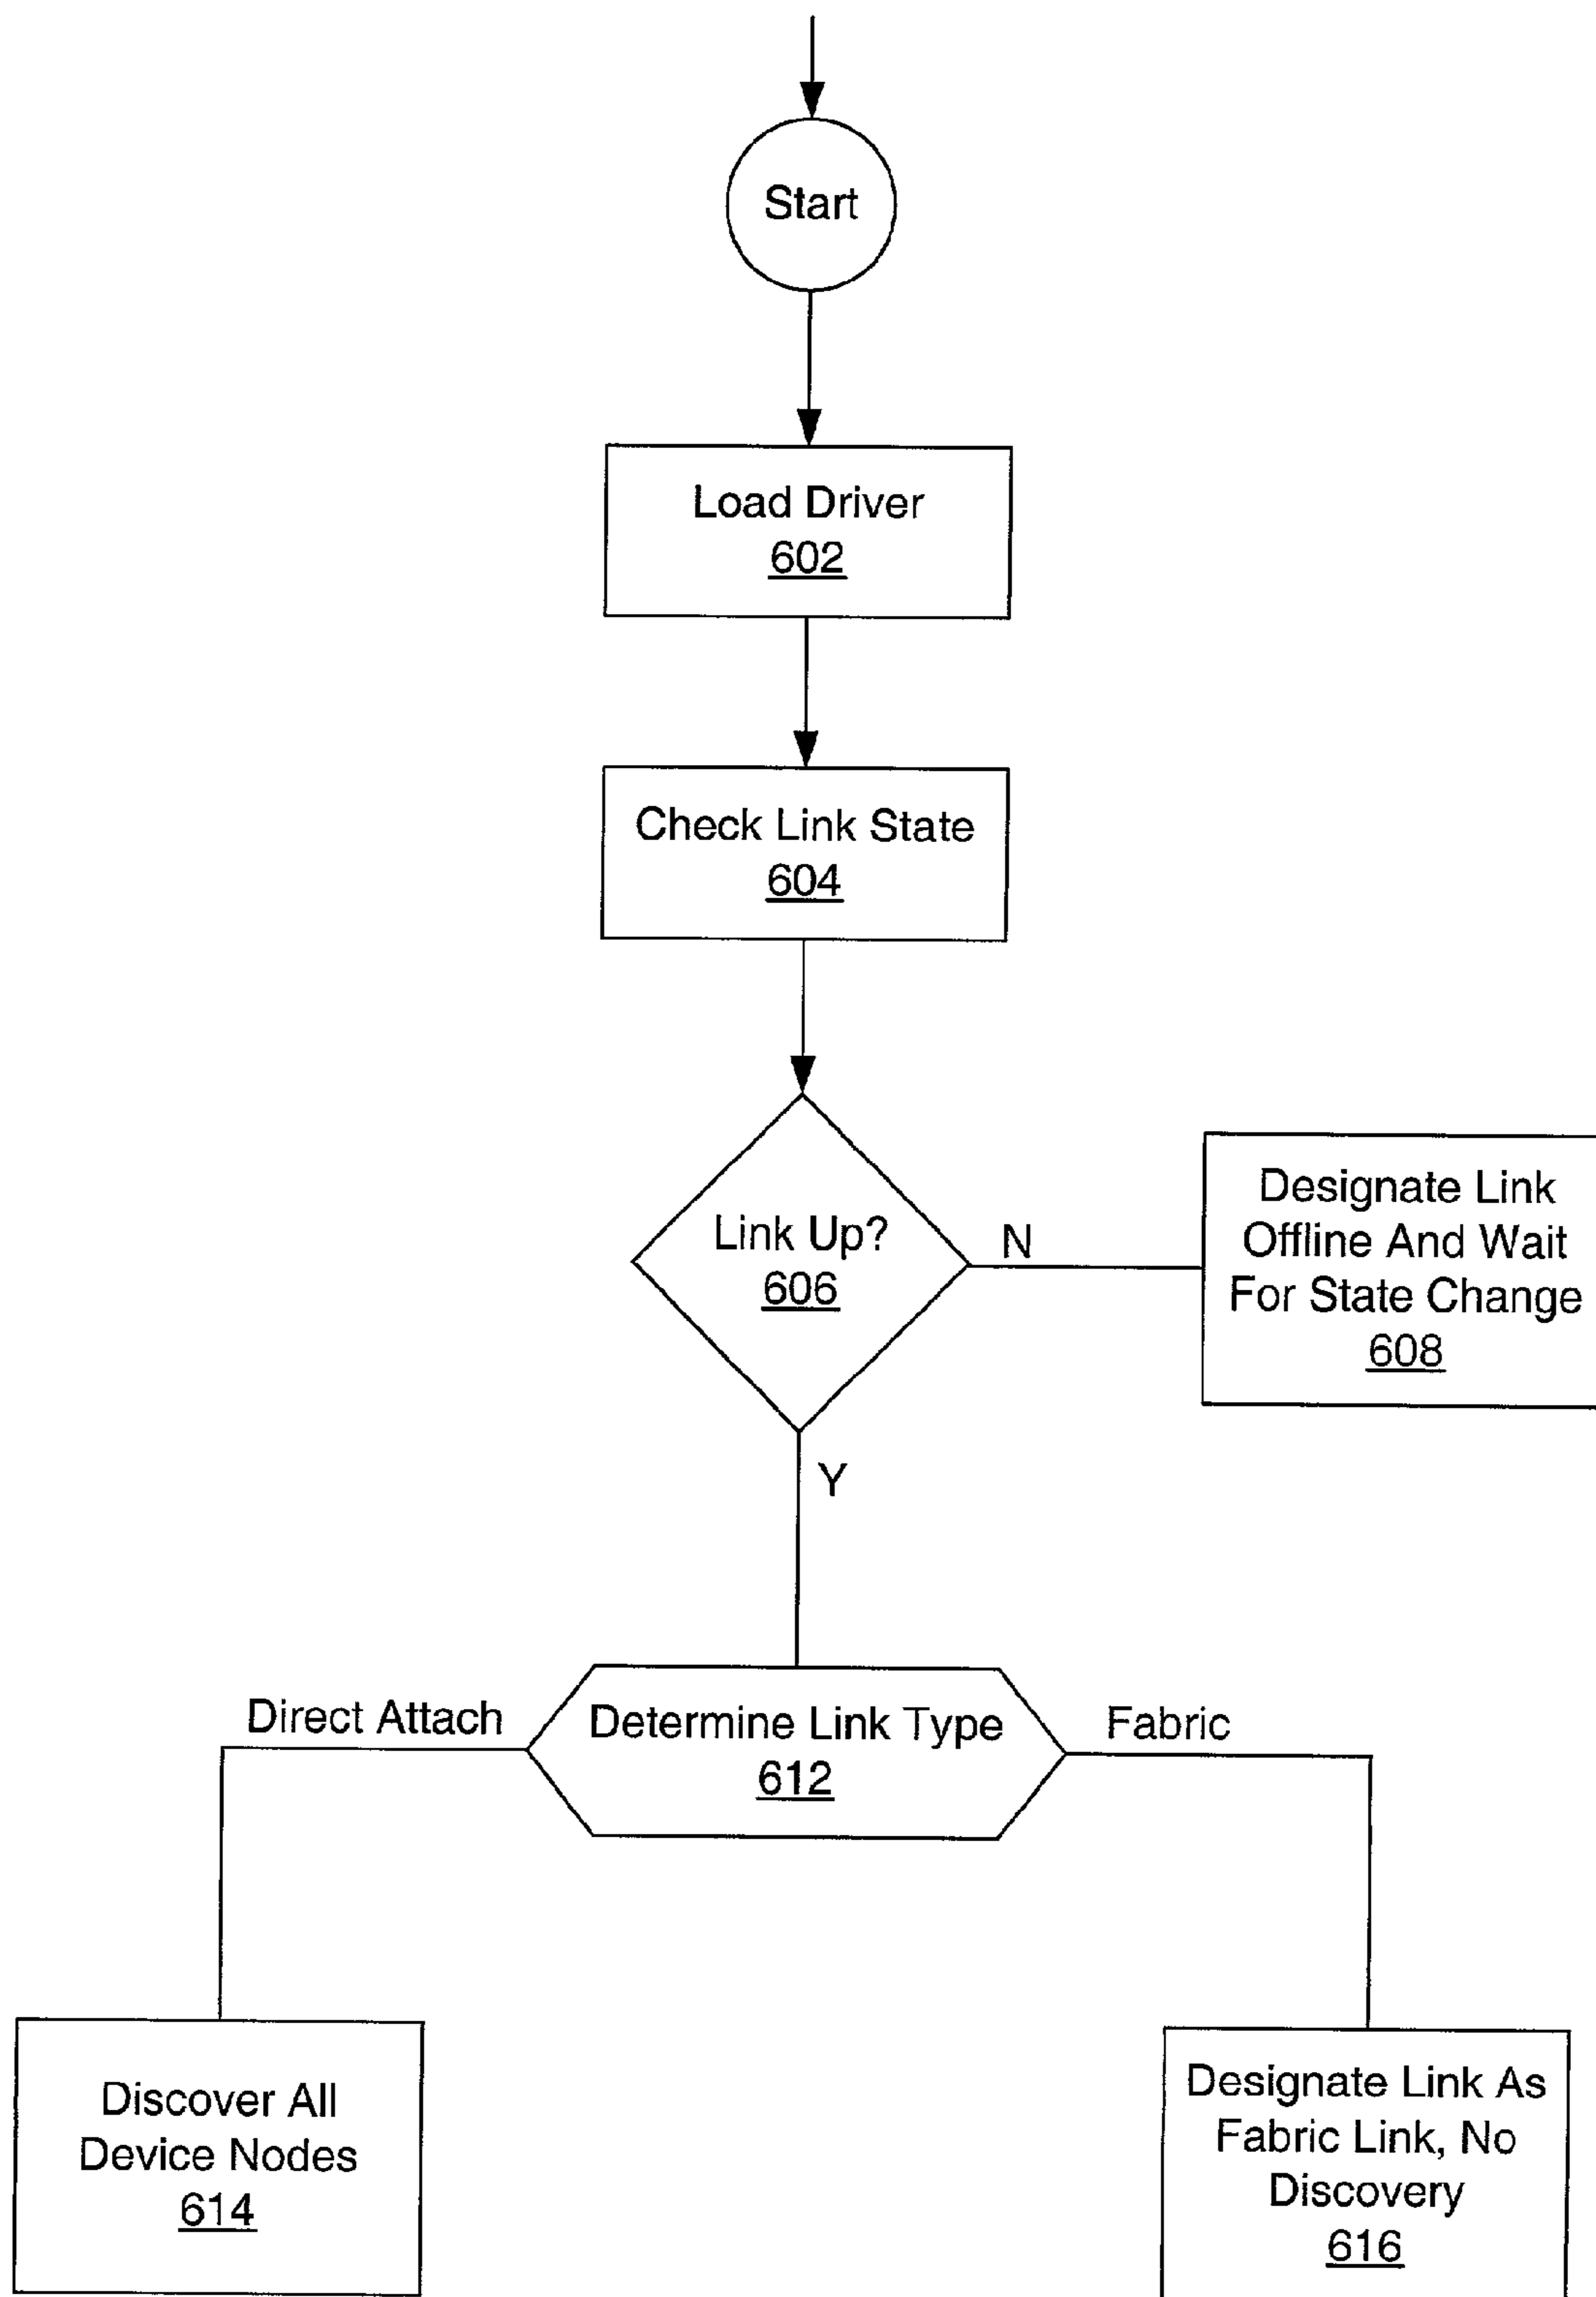 Start
Load Driver
602
Check Link State
604
Link Up?
606
N
Designate Link
Offline And Wait
For State Change
608
Y
Direct Attach
Determine Link Type
612
Fabric
Discover All
Device Nodes
614
Designate Link As
Fabric Link, No
Discovery
616